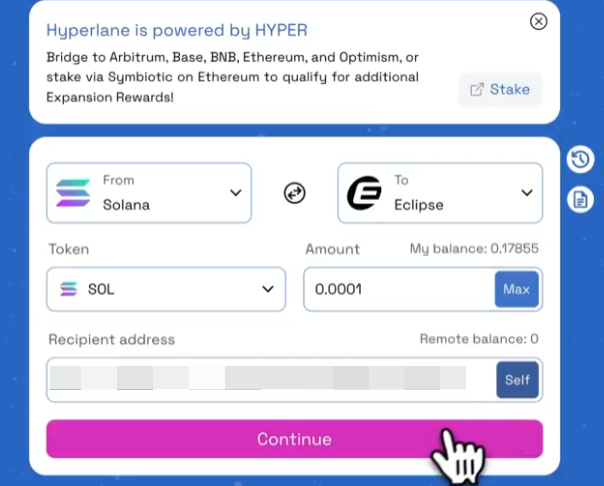 Hyperlane is powered by HYPER
Bridge to Arbitrum, Base, BNB, Ethereum, and Optimism, or
stake via Symbiotic on Ethereum to qualify for additional
Expansion Rewards!
Stake
From
Solana
To
Eclipse
Token
Amount
My balance: 0.17855
SOL
0.0001
Max
Recipient address
Remote balance: 0
Self
Continue